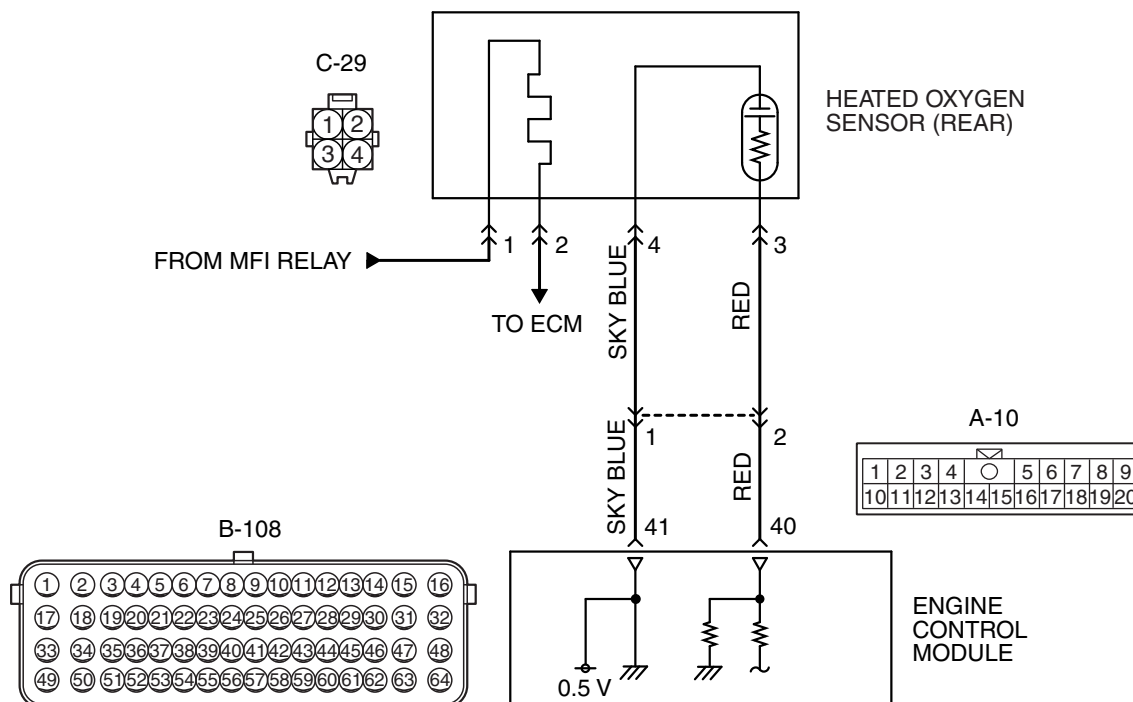 C-29
1 2
3 4
HEATED OXYGEN
SENSOR (REAR)
1 2 4 3
FROM MFI RELAY
TO ECM
SKY BLUE
RED
1 2
SKY BLUE
RED
A-10
1 2 3 4 5 6 7 8 9
10 11 12 13 14 15 16 17 18 19 20
41 40
B-108
1 2 3 4 5 6 7 8 9 10 11 12 13 14 15 16
17 18 19 20 21 22 23 24 25 26 27 28 29 30 31 32
33 34 35 36 37 38 39 40 41 42 43 44 45 46 47 48
49 50 51 52 53 54 55 56 57 58 59 60 61 62 63 64
0.5 V
ENGINE
CONTROL
MODULE